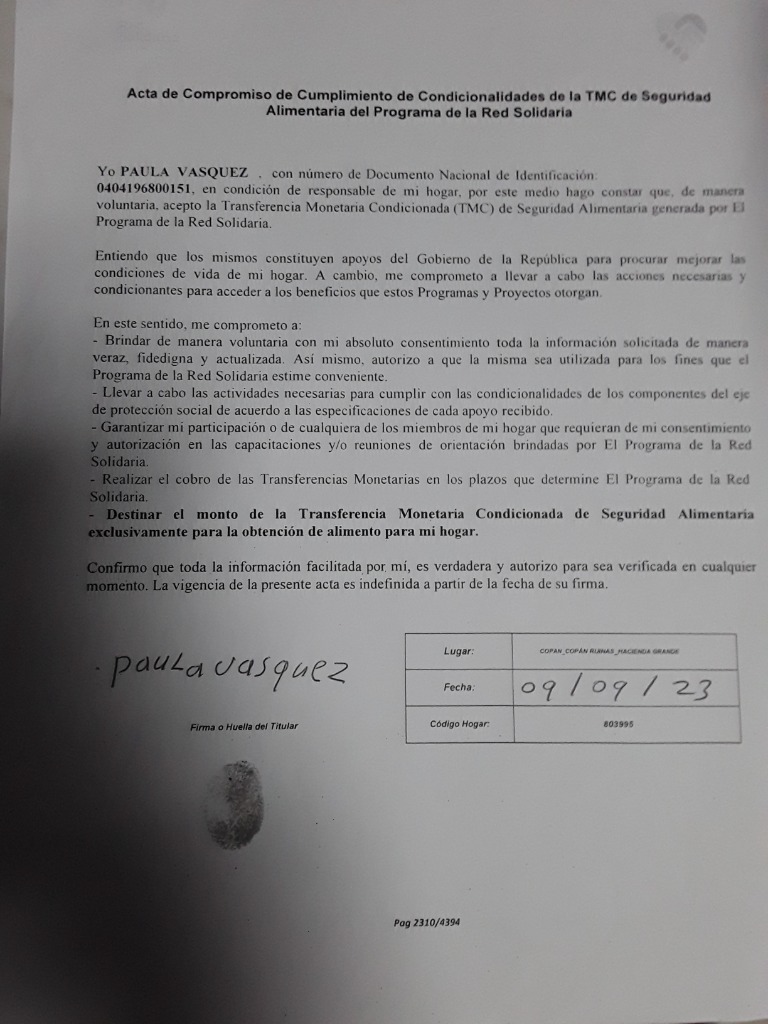 Acta de Compromiso de Cumplimiento de Condicionalidades de la TMC de Seguridad
Alimentaria del Programa de la Red Solidaria
Yo PAULA VASQUEZ , con número de Documento Nacional de Identificación:
0404196800151, en condición de responsable de mi hogar, por este medio hago constar que, de manera
voluntaria, acepto la Transferencia Monetaria Condicionada (TMC) de Seguridad Alimentaria generada por El
Programa de la Red Solidaria.
Entiendo que los mismos constituyen apoyos del Gobierno de la República para procurar mejorar las
condiciones de vida de mi hogar. A cambio, me comprometo a llevar a cabo las acciones necesarias y
condicionantes para acceder a los beneficios que estos Programas y Proyectos otorgan.
En este sentido, me comprometo a:
- Brindar de manera voluntaria con mi absoluto consentimiento toda la información solicitada de manera
veraz, fidedigna y actualizada. Así mismo, autorizo a que la misma sea utilizada para los fines que el
Programa de la Red Solidaria estime conveniente.
- Llevar a cabo las actividades necesarias para cumplir con las condicionalidades de los componentes del eje
de protección social de acuerdo a las especificaciones de cada apoyo recibido.
- Garantizar mi participación o de cualquiera de los miembros de mi hogar que requieran de mi consentimiento
y autorización en las capacitaciones y/o reuniones de orientación brindadas por El Programa de la Red
Solidaria.
- Realizar el cobro de las Transferencias Monetarias en los plazos que determine El Programa de la Red
Solidaria.
- Destinar el monto de la Transferencia Monetaria Condicionada de Seguridad Alimentaria
exclusivamente para la obtención de alimento para mi hogar.
Confirmo que toda la información facilitada por mí, es verdadera y autorizo para sea verificada en cualquier
momento. La vigencia de la presente acta es indefinida a partir de la fecha de su firma.
paula vasquez
Firma o Huella del Titular
Lugar: COPAN_COPÁN RUINAS_HACIENDA GRANDE
Fecha: 09/09/23
Código Hogar: 803995
Pag 2310/4394